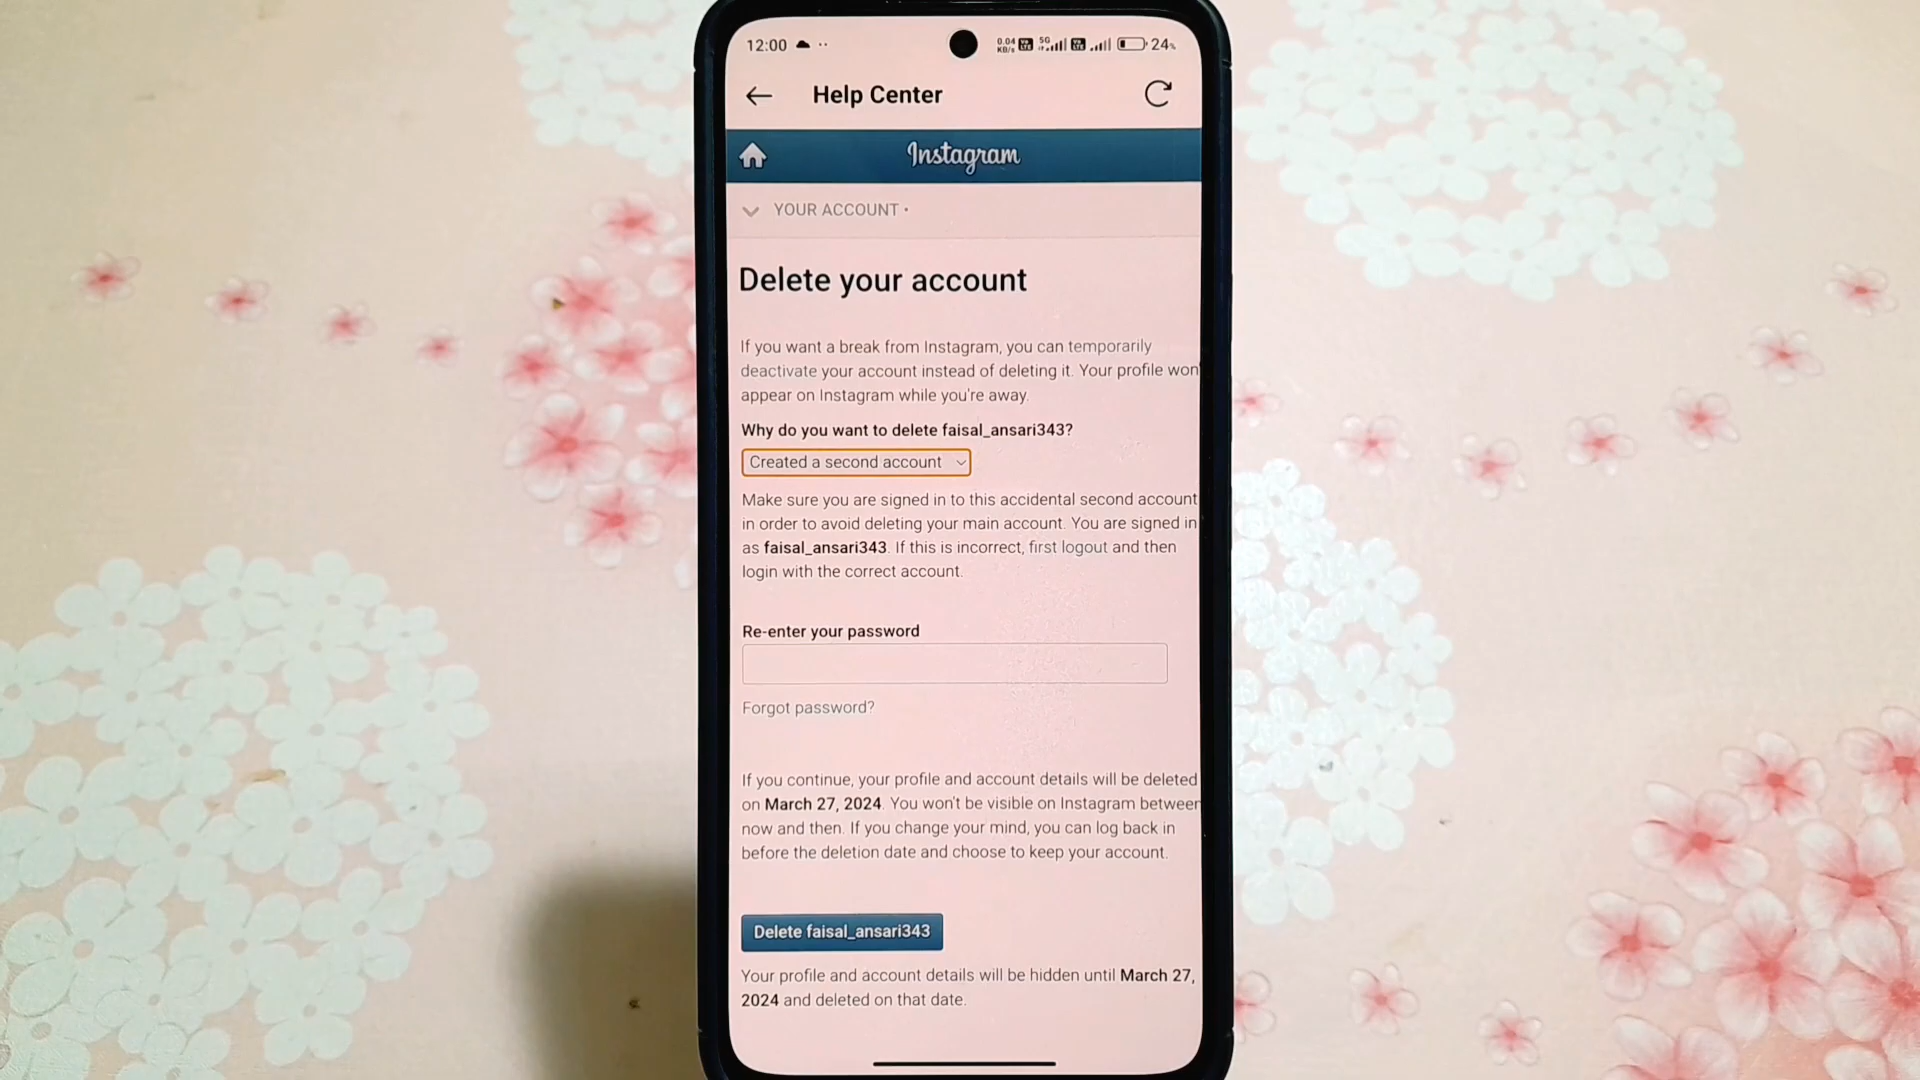 12:00
0.04 KB/s 5G 24%
Help Center
Instagram
YOUR ACCOUNT •
Delete your account
If you want a break from Instagram, you can temporarily
deactivate your account instead of deleting it. Your profile won'
appear on Instagram while you're away.
Why do you want to delete faisal_ansari343?
Created a second account
Make sure you are signed in to this accidental second account
in order to avoid deleting your main account. You are signed in
as faisal_ansari343. If this is incorrect, first logout and then
login with the correct account.
Re-enter your password
Forgot password?
If you continue, your profile and account details will be deleted
on March 27, 2024. You won't be visible on Instagram between
now and then. If you change your mind, you can log back in
before the deletion date and choose to keep your account.
Delete faisal_ansari343
Your profile and account details will be hidden until March 27,
2024 and deleted on that date.